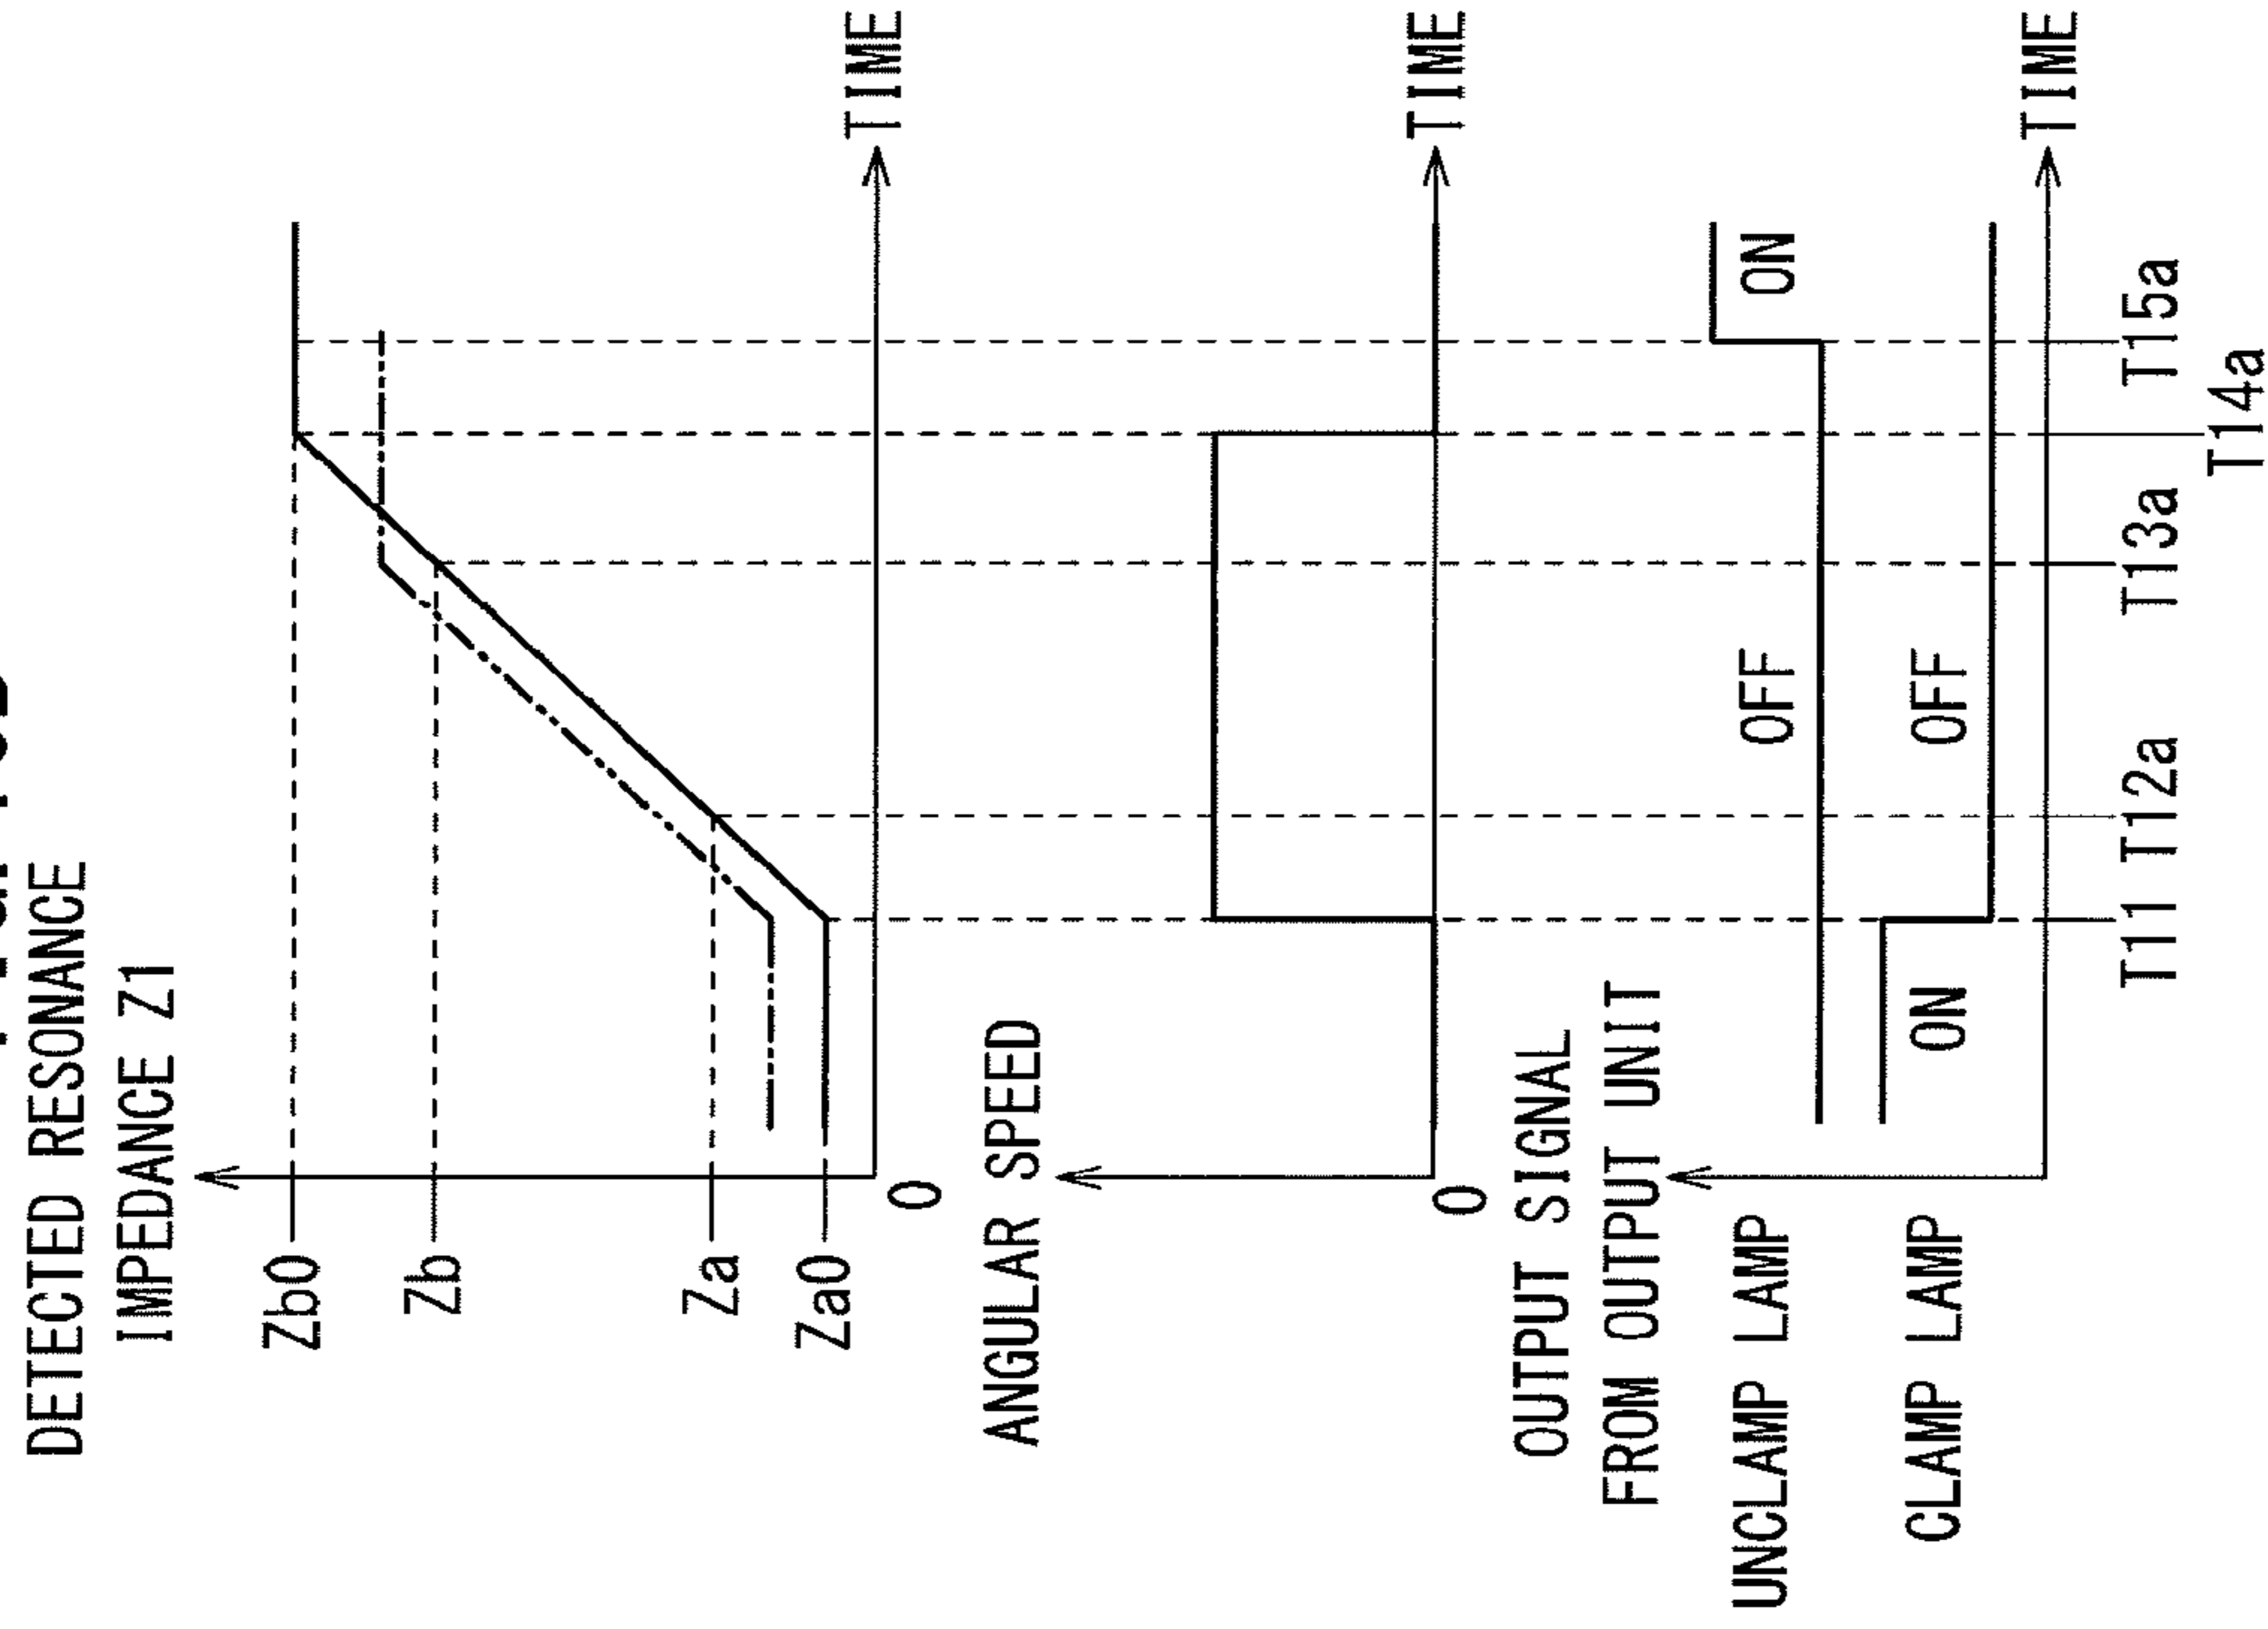 DETECTED RESONANCE
IMPEDANCE Z1
Zb0
Zb
Za
Za0
0
TIME
ANGULAR SPEED
0
TIME
OUTPUT SIGNAL
FROM OUTPUT UNIT
UNCLAMP LAMP
OFF
ON
CLAMP LAMP
ON
OFF
TIME
T11 T12a T13a T15a
T14a